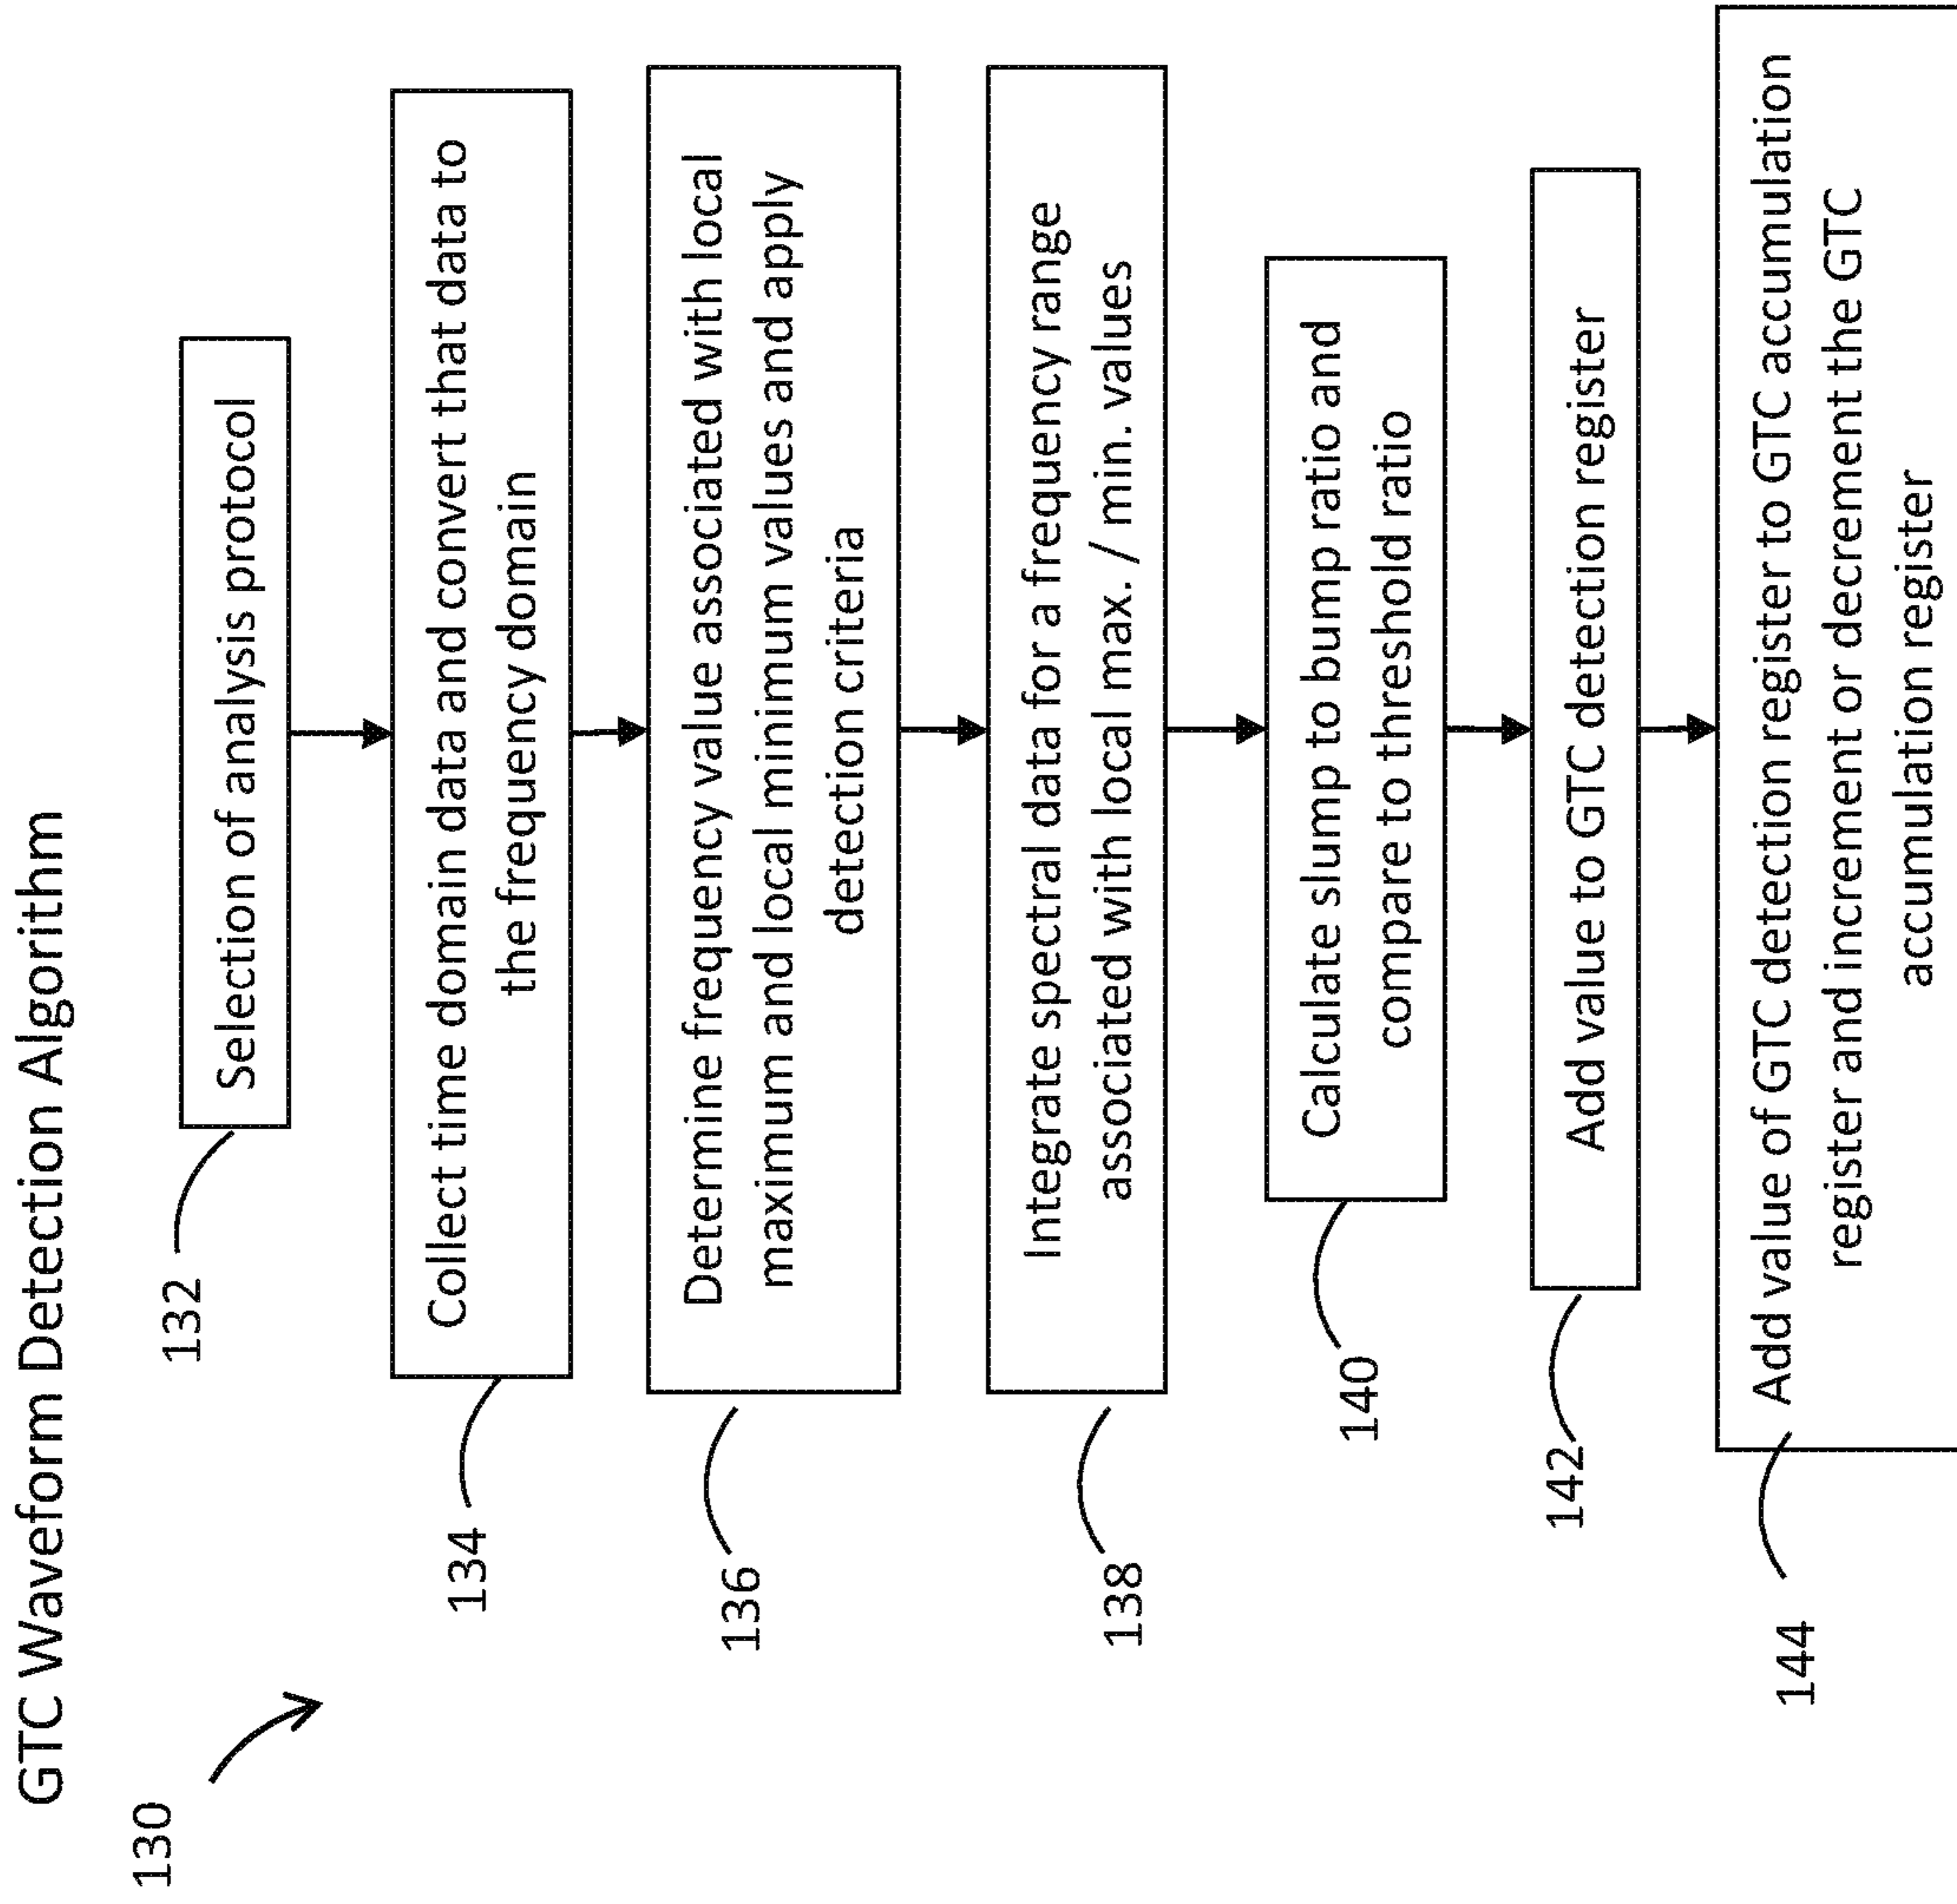 GTC Waveform Detection Algorithm
130
132
Selection of analysis protocol
134
Collect time domain data and convert that data to
the frequency domain
136
Determine frequency value associated with local
maximum and local minimum values and apply
detection criteria
138
Integrate spectral data for a frequency range
associated with local max. / min. values
140
Calculate slump to bump ratio and
compare to threshold ratio
142
Add value to GTC detection register
144
Add value of GTC detection register to GTC accumulation
register and increment or decrement the GTC
accumulation register